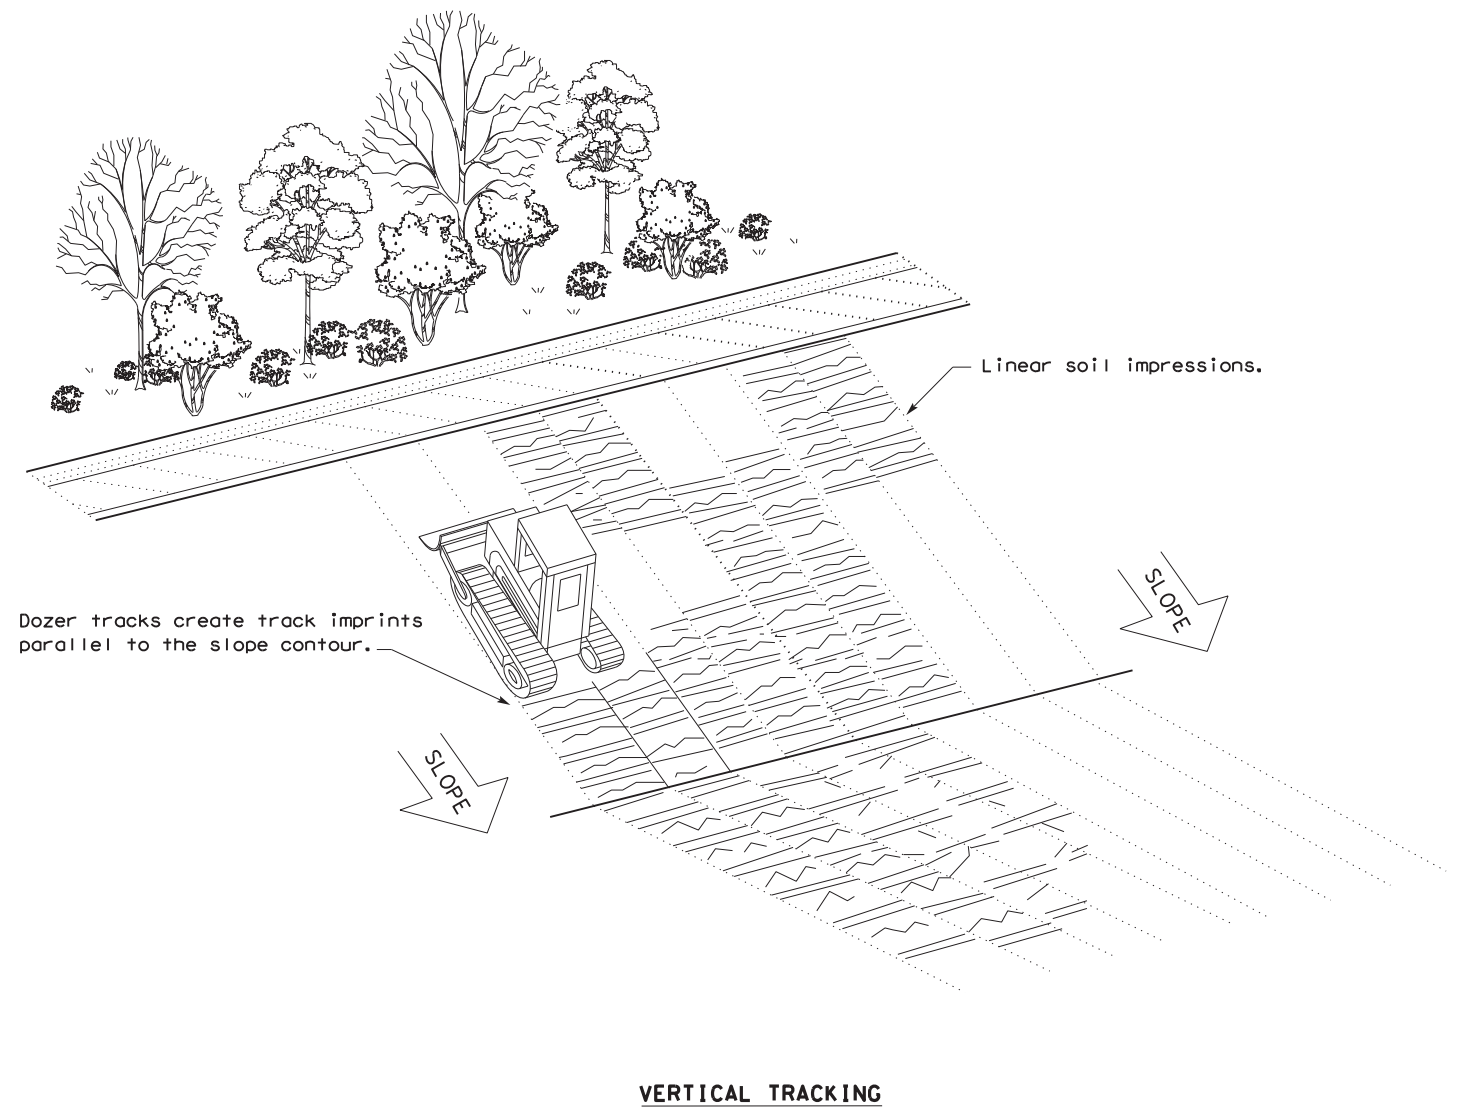 Linear soil impressions.
SLOPE
Dozer tracks create track imprints
parallel to the slope contour.
SLOPE
VERTICAL TRACKING